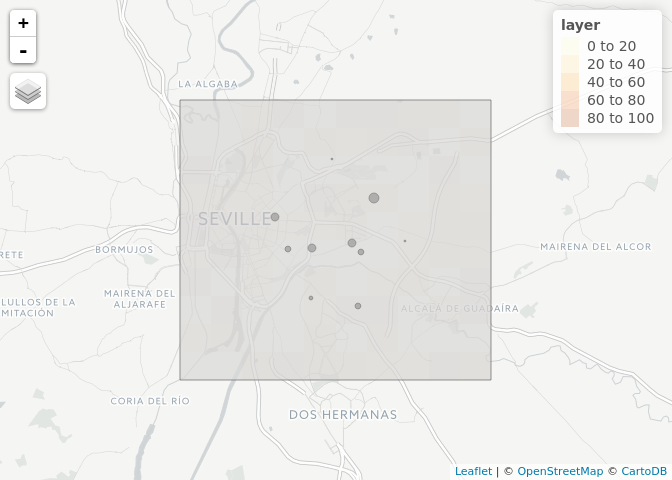 +
-
layer
0 to 20
20 to 40
40 to 60
60 to 80
80 to 100
LA ALGABA
SEVILLE
BORMUJOS
RETE
MAIRENA DEL ALCOR
MAIRENA DEL
ALJARAFE
LULLOS DE LA
MITACIÓN
ALCALÁ DE GUADAÍRA
CORIA DEL RÍO
DOS HERMANAS
Leaflet | © OpenStreetMap © CartoDB